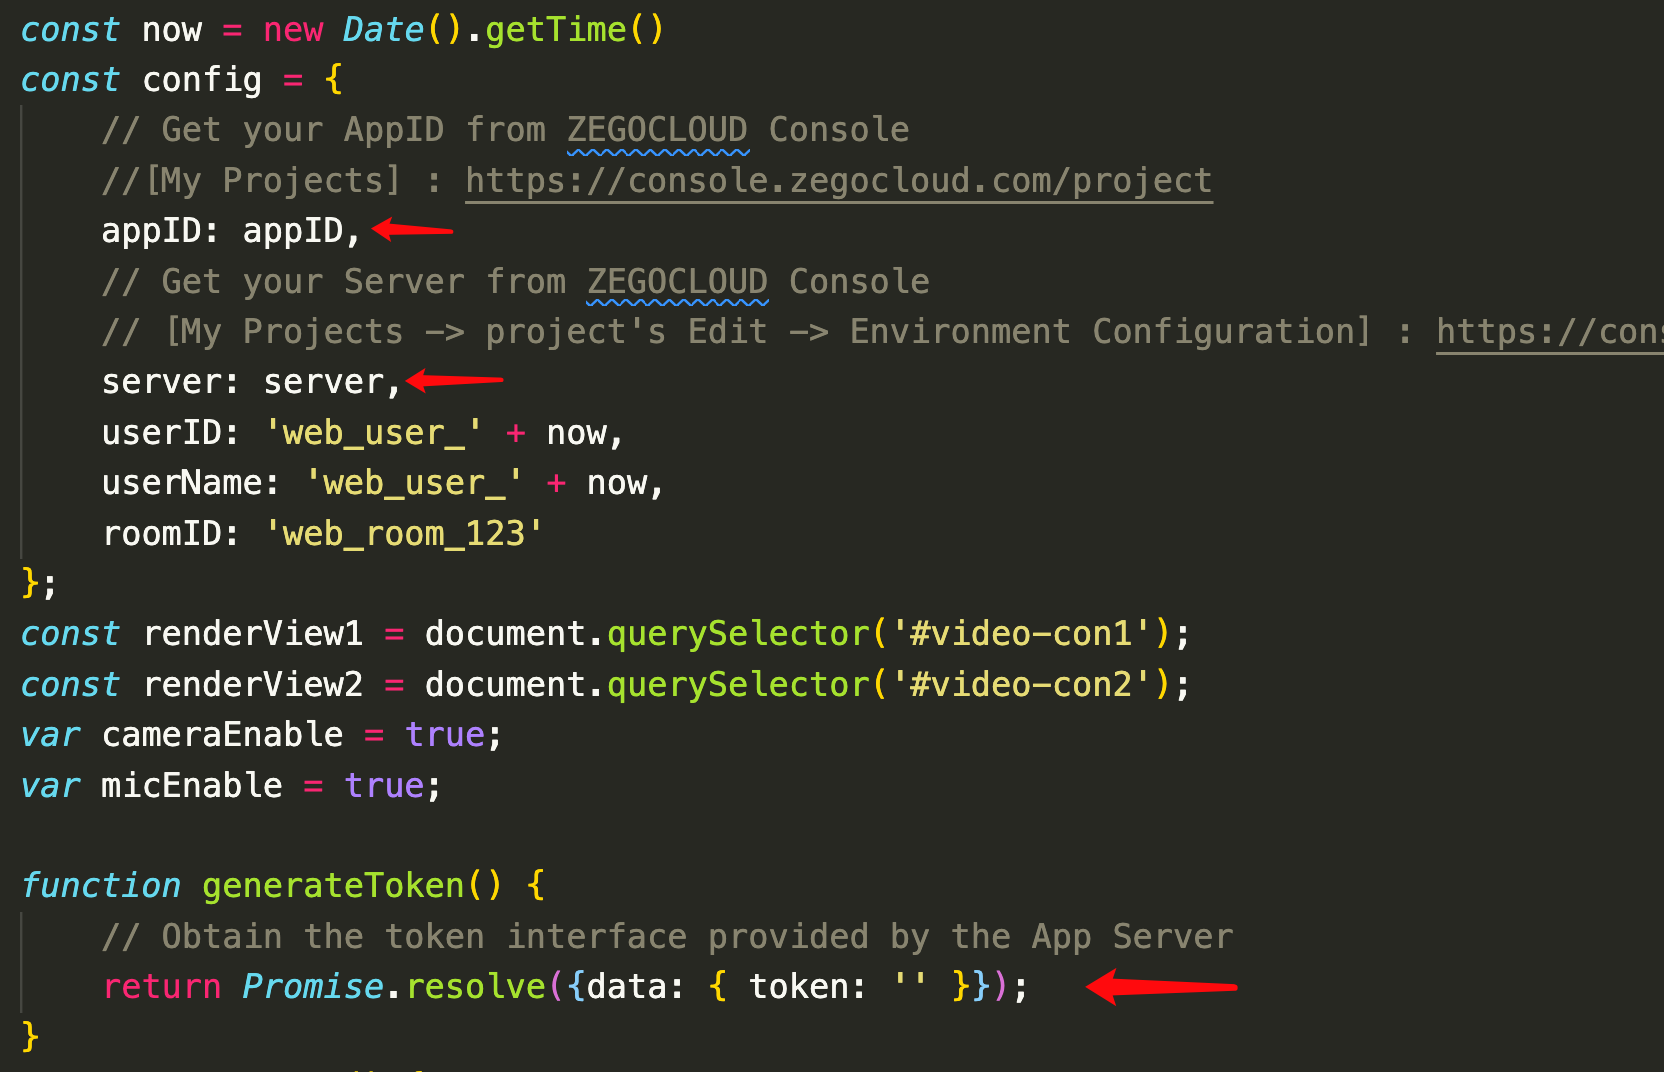 const now = new Date().getTime()
const config = {
// Get your AppID from ZEGOCLOUD Console
//[My Projects] : https://console.zegocloud.com/project
appID: appID,
// Get your Server from ZEGOCLOUD Console
// [My Projects -> project's Edit -> Environment Configuration] : https://cons
server: server,
userID: 'web_user_' + now,
userName: 'web_user_' + now,
roomID: 'web_room_123'
};
const renderView1 = document.querySelector('#video-con1');
const renderView2 = document.querySelector('#video-con2');
var cameraEnable = true;
var micEnable = true;
function generateToken() {
// Obtain the token interface provided by the App Server
return Promise.resolve({data: { token: '' }});
}